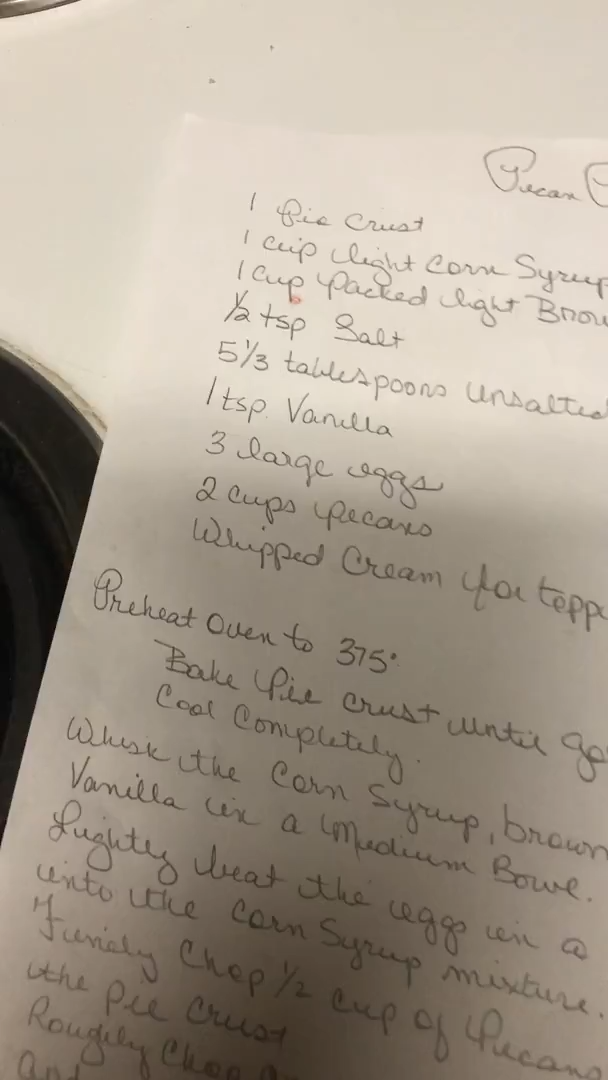 Pecan
1 Pie Crust
1 cup light Corn Syrup
1 cup Packed light Brow
1/2 tsp Salt
5 1/3 tablespoons unsalted
1 tsp. Vanilla
3 large eggs
2 cups pecans
Whipped Cream for topp
Preheat Oven to 375°
Bake Pie crust until go
Cool Completely.
Whisk the Corn Syrup, brown
Vanilla in a Medium Bowl.
Lightly beat the eggs in a
into the Corn Syrup mixture.
Finely Chop 1/2 cup of Pecans
the Pie Crust
Roughly Chop
and